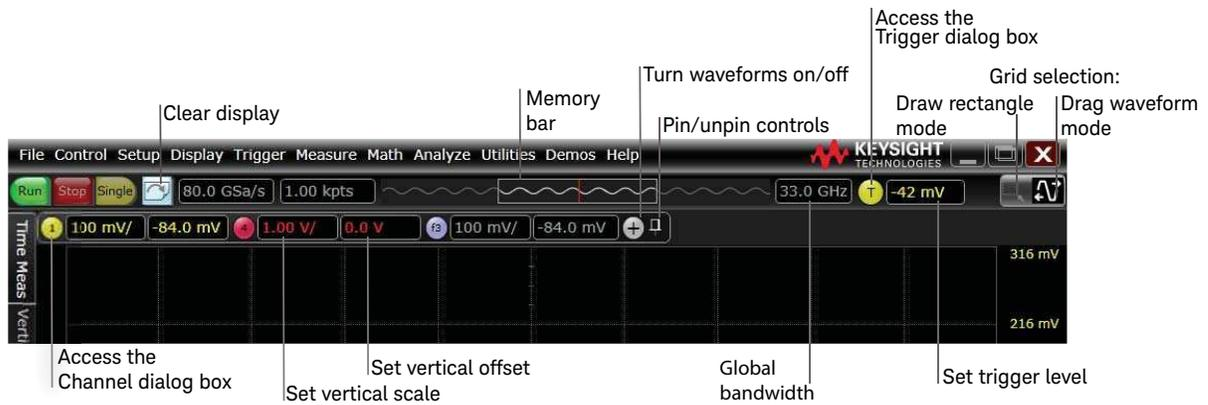 Access the
Trigger dialog box
Turn waveforms on/off
Grid selection:
Clear display
Memory
bar
Pin/unpin controls
Draw rectangle
mode
Drag waveform
mode
File Control Setup Display Trigger Measure Math Analyze Utilities Demos Help
KEYSIGHT
TECHNOLOGIES
X
Run Stop Single 80.0 GSa/s 1.00 kpts 33.0 GHz T -42 mV
1 100 mV/ -84.0 mV 4 1.00 V/ 0.0 V f3 100 mV/ -84.0 mV +
Time Meas
Verti
316 mV
216 mV
Access the
Channel dialog box
Set vertical scale
Set vertical offset
Global
bandwidth
Set trigger level